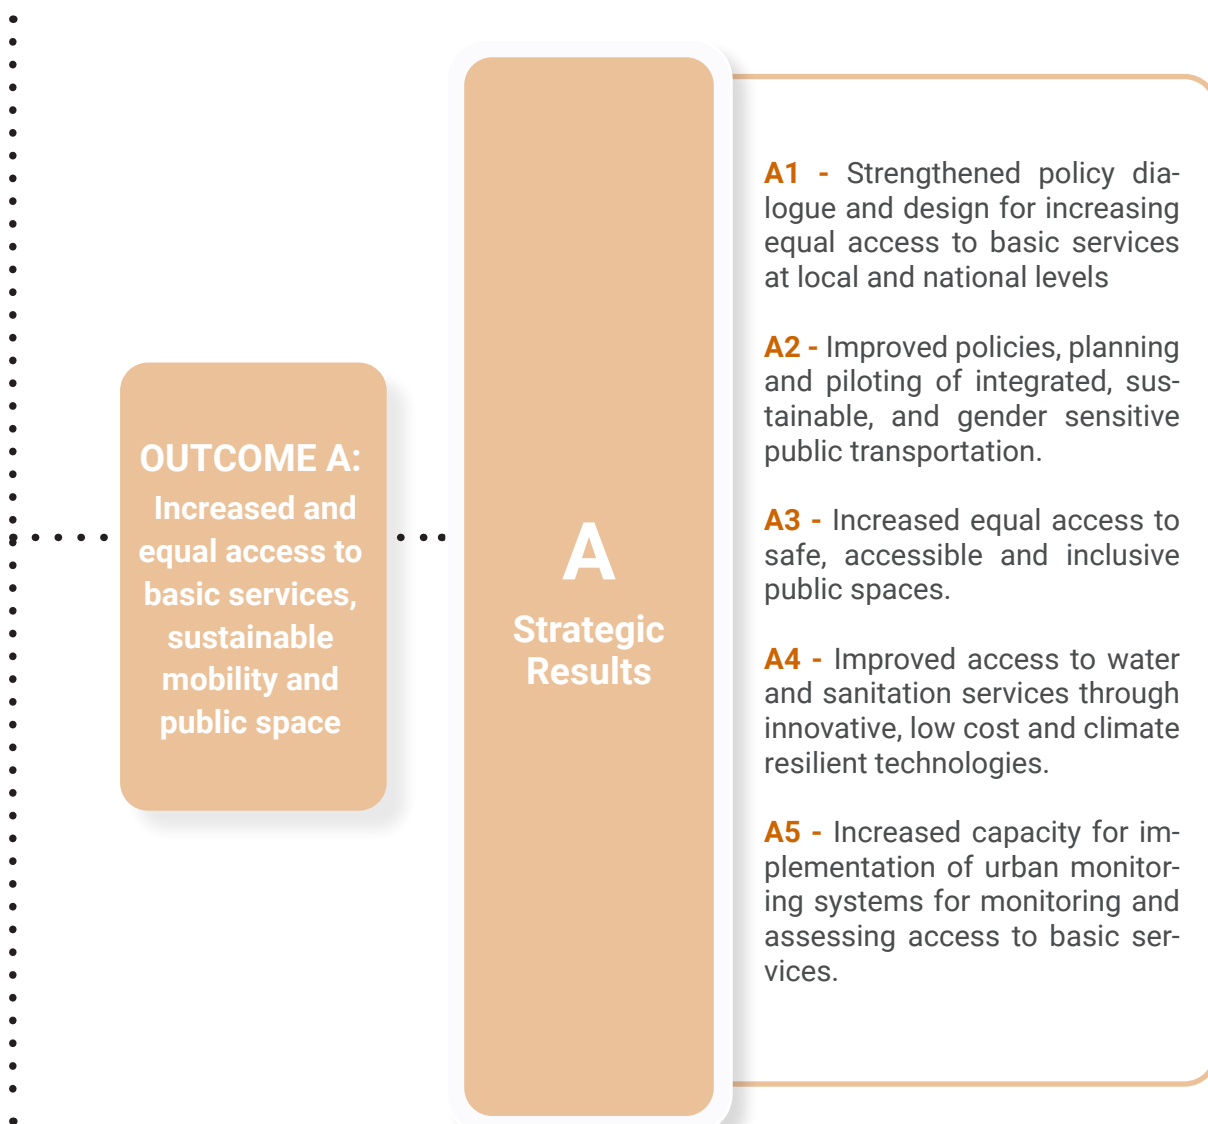 OUTCOME A:
Increased and
equal access to
basic services,
sustainable
mobility and
public space
A
Strategic
Results
A1 - Strengthened policy dia-
logue and design for increasing
equal access to basic services
at local and national levels
A2 - Improved policies, planning
and piloting of integrated, sus-
tainable, and gender sensitive
public transportation.
A3 - Increased equal access to
safe, accessible and inclusive
public spaces.
A4 - Improved access to water
and sanitation services through
innovative, low cost and climate
resilient technologies.
A5 - Increased capacity for im-
plementation of urban monitor-
ing systems for monitoring and
assessing access to basic ser-
vices.